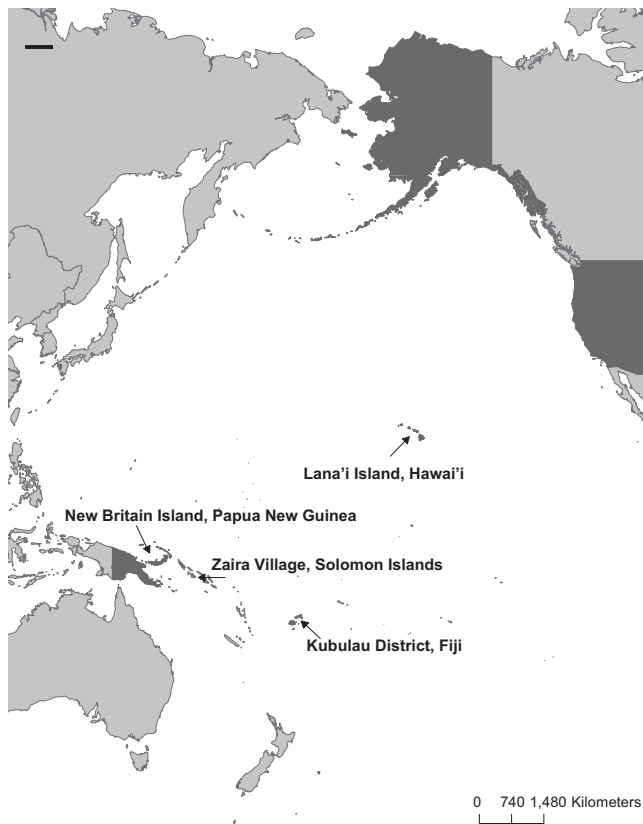 Lana'i Island, Hawai'i
New Britain Island, Papua New Guinea
Zaira Village, Solomon Islands
Kubulau District, Fiji
0 740 1,480 Kilometers